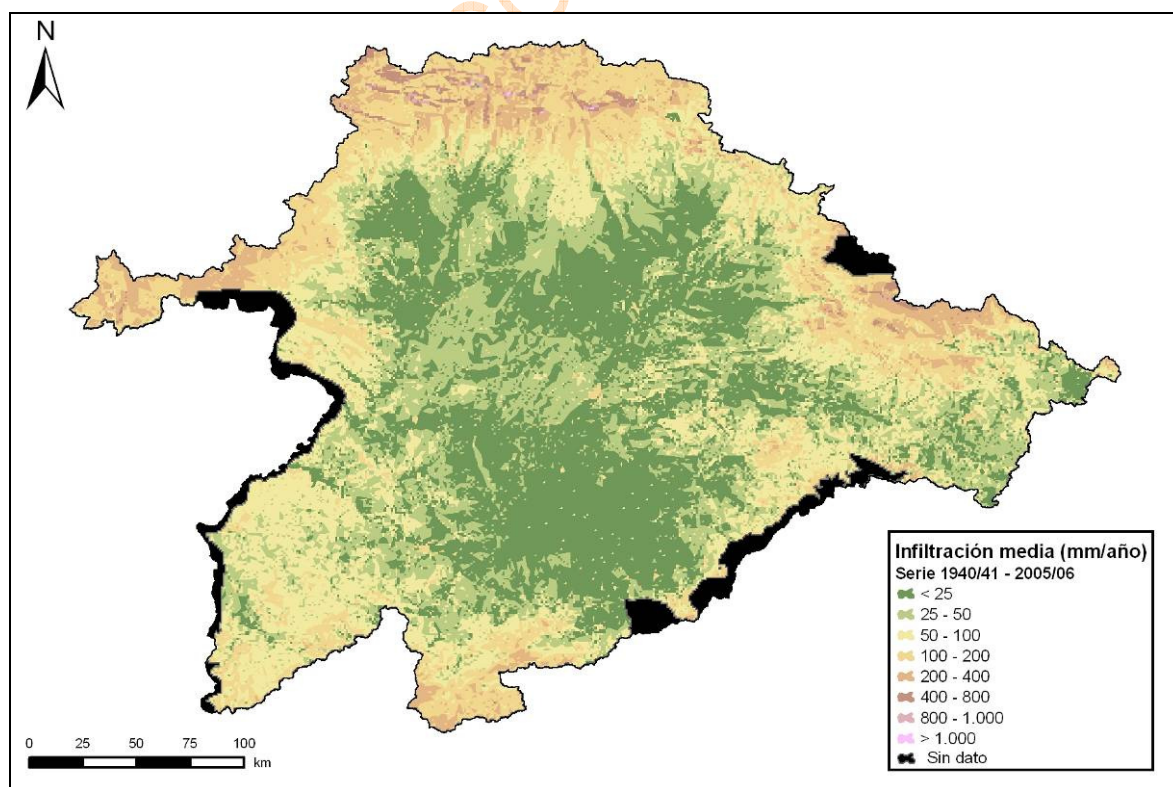 N
Infiltración media (mm/año)
Serie 1940/41 - 2005/06
< 25
25 - 50
50 - 100
100 - 200
200 - 400
400 - 800
800 - 1.000
> 1.000
Sin dato
0 25 50 75 100
km